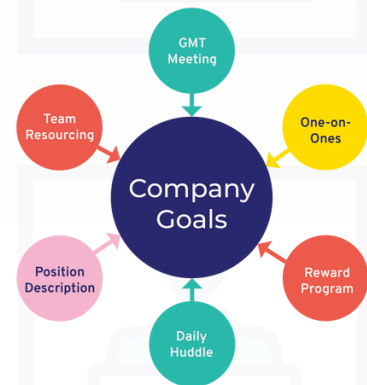 GMT
Meeting
Team
Resourcing
One-on-
Ones
Company
Goals
Position
Description
Reward
Program
Daily
Huddle